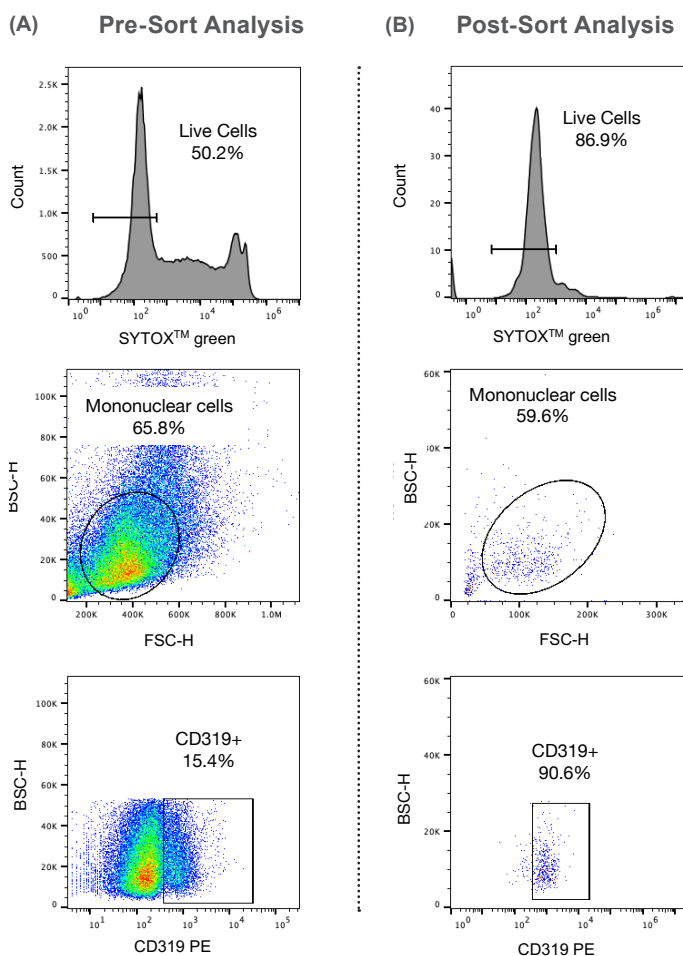 (A) Pre-Sort Analysis
(B) Post-Sort Analysis
2.5K
2.0K
1.5K
1.0K
500
0
Count
Live Cells
50.2%
10^0 10^2 10^4 10^6
SYTOX™ green
40
30
20
10
0
Count
Live Cells
86.9%
10^0 10^2 10^4 10^6
SYTOX™ green
100K
80K
60K
40K
20K
0
BSC-H
Mononuclear cells
65.8%
200K 400K 600K 800K 1.0M
FSC-H
60K
40K
20K
0
BSC-H
Mononuclear cells
59.6%
0 100K 200K 300K
FSC-H
100K
80K
60K
40K
20K
0
BSC-H
CD319+
15.4%
10^1 10^2 10^3 10^4 10^5
CD319 PE
60K
40K
20K
0
BSC-H
CD319+
90.6%
10^0 10^2 10^4 10^6
CD319 PE